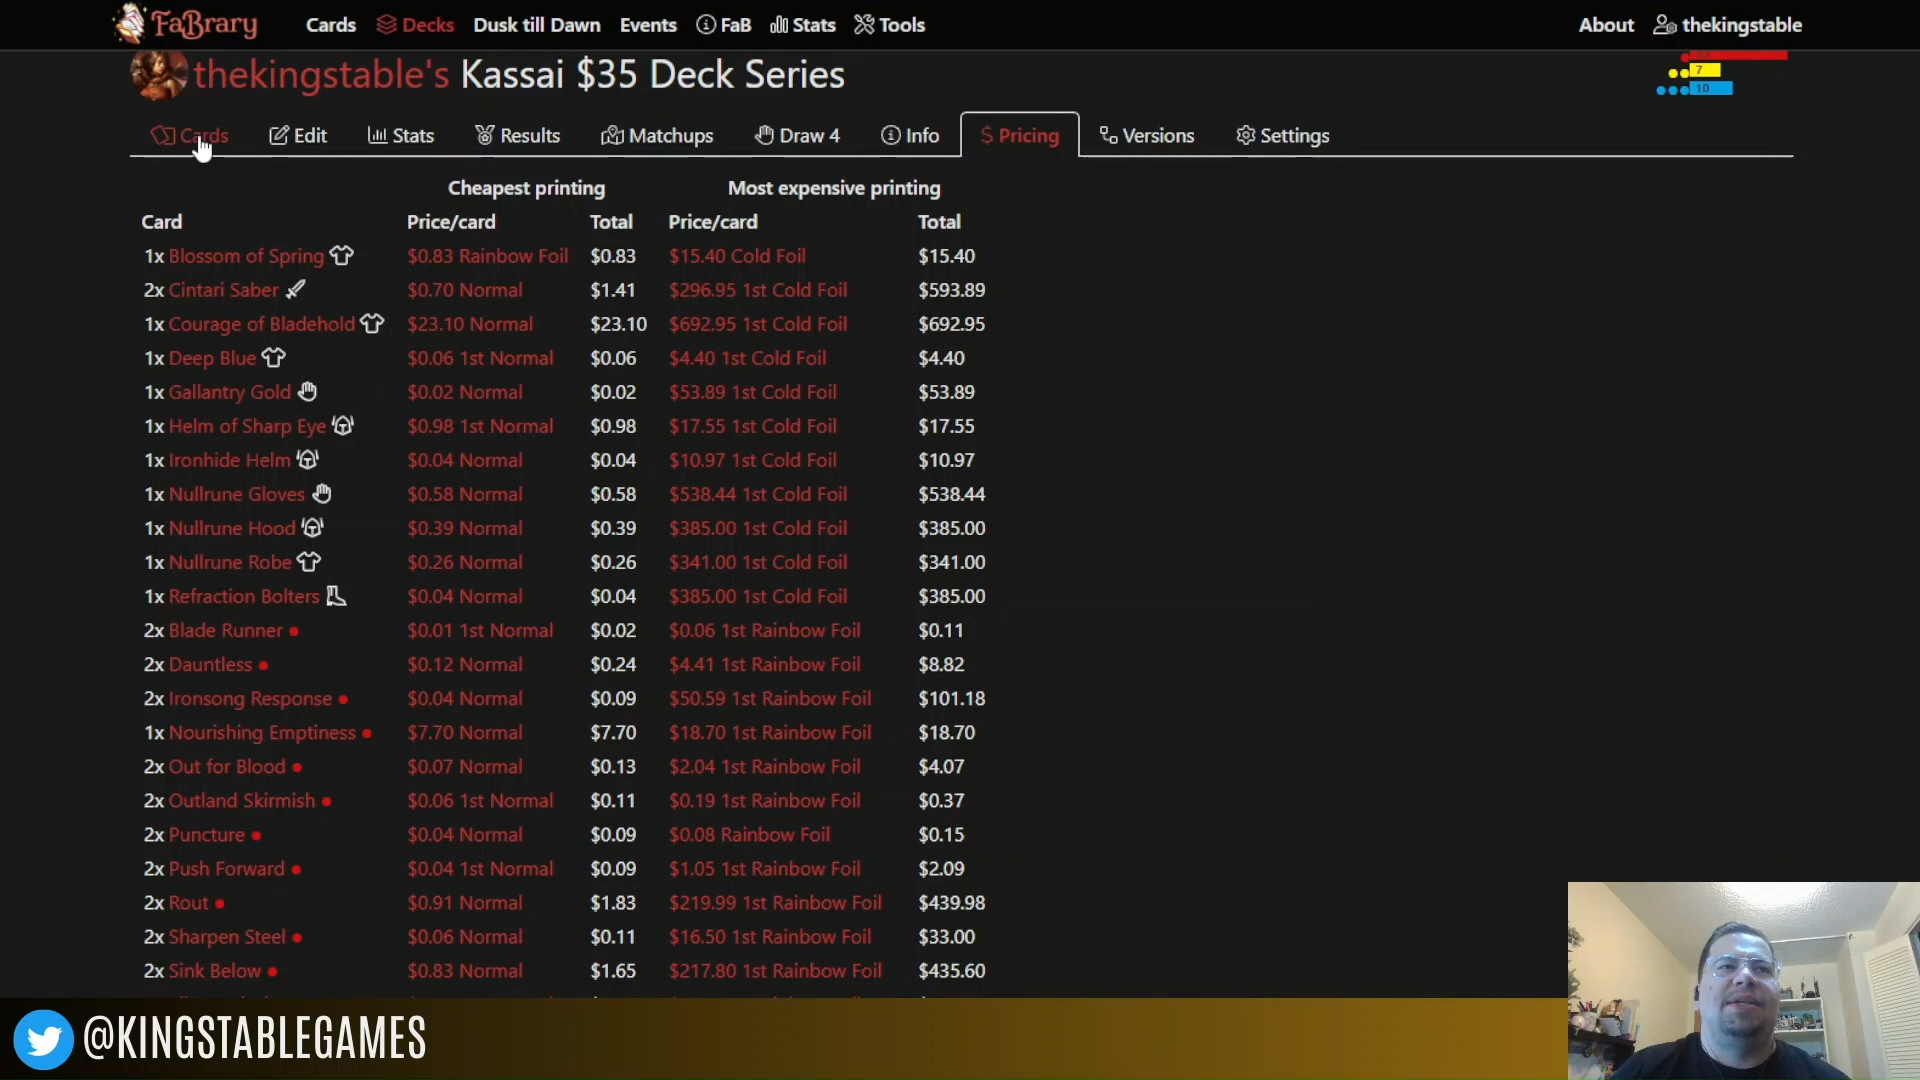 FaBrary Cards Decks Dusk till Dawn Events FaB Stats Tools About thekingstable
thekingstable's Kassai $35 Deck Series
7
10
Cards Edit Stats Results Matchups Draw 4 Info $ Pricing Versions Settings
Cheapest printing Most expensive printing
Card Price/card Total Price/card Total
1x Blossom of Spring $0.83 Rainbow Foil $0.83 $15.40 Cold Foil $15.40
2x Cintari Saber $0.70 Normal $1.41 $296.95 1st Cold Foil $593.89
1x Courage of Bladehold $23.10 Normal $23.10 $692.95 1st Cold Foil $692.95
1x Deep Blue $0.06 1st Normal $0.06 $4.40 1st Cold Foil $4.40
1x Gallantry Gold $0.02 Normal $0.02 $53.89 1st Cold Foil $53.89
1x Helm of Sharp Eye $0.98 1st Normal $0.98 $17.55 1st Cold Foil $17.55
1x Ironhide Helm $0.04 Normal $0.04 $10.97 1st Cold Foil $10.97
1x Nullrune Gloves $0.58 Normal $0.58 $538.44 1st Cold Foil $538.44
1x Nullrune Hood $0.39 Normal $0.39 $385.00 1st Cold Foil $385.00
1x Nullrune Robe $0.26 Normal $0.26 $341.00 1st Cold Foil $341.00
1x Refraction Bolters $0.04 Normal $0.04 $385.00 1st Cold Foil $385.00
2x Blade Runner $0.01 1st Normal $0.02 $0.06 1st Rainbow Foil $0.11
2x Dauntless $0.12 Normal $0.24 $4.41 1st Rainbow Foil $8.82
2x Ironsong Response $0.04 Normal $0.09 $50.59 1st Rainbow Foil $101.18
1x Nourishing Emptiness $7.70 Normal $7.70 $18.70 1st Rainbow Foil $18.70
2x Out for Blood $0.07 Normal $0.13 $2.04 1st Rainbow Foil $4.07
2x Outland Skirmish $0.06 1st Normal $0.11 $0.19 1st Rainbow Foil $0.37
2x Puncture $0.04 Normal $0.09 $0.08 Rainbow Foil $0.15
2x Push Forward $0.04 1st Normal $0.09 $1.05 1st Rainbow Foil $2.09
2x Rout $0.91 Normal $1.83 $219.99 1st Rainbow Foil $439.98
2x Sharpen Steel $0.06 Normal $0.11 $16.50 1st Rainbow Foil $33.00
2x Sink Below $0.83 Normal $1.65 $217.80 1st Rainbow Foil $435.60
@KINGSTABLEGAMES